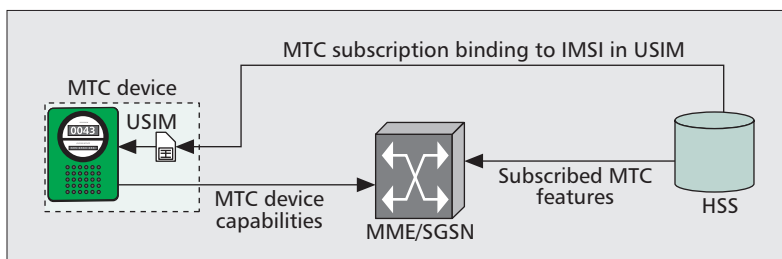 MTC subscription binding to IMSI in USIM
MTC device
USIM
0043
MTC device
capabilities
MME/SGSN
Subscribed MTC
features
HSS